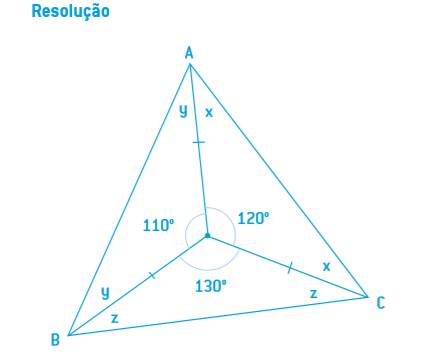 Resolução
A
y x
110º 120º
y x
130º
z z
B C